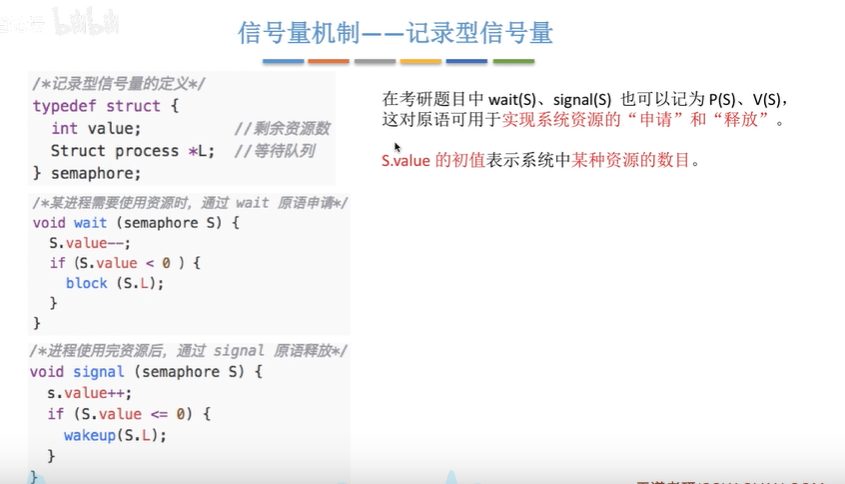 信号量机制——记录型信号量
/*记录型信号量的定义*/
typedef struct {
int value; //剩余资源数
Struct process *L; //等待队列
} semaphore;
/*某进程需要使用资源时，通过 wait 原语申请*/
void wait (semaphore S) {
S.value--;
if (S.value < 0 ) {
block (S.L);
}
}
/*进程使用完资源后，通过 signal 原语释放*/
void signal (semaphore S) {
s.value++;
if (S.value <= 0) {
wakeup(S.L);
}
}
在考研题目中 wait(S)、signal(S) 也可以记为 P(S)、V(S)，
这对原语可用于实现系统资源的“申请”和“释放”。
S.value 的初值表示系统中某种资源的数目。